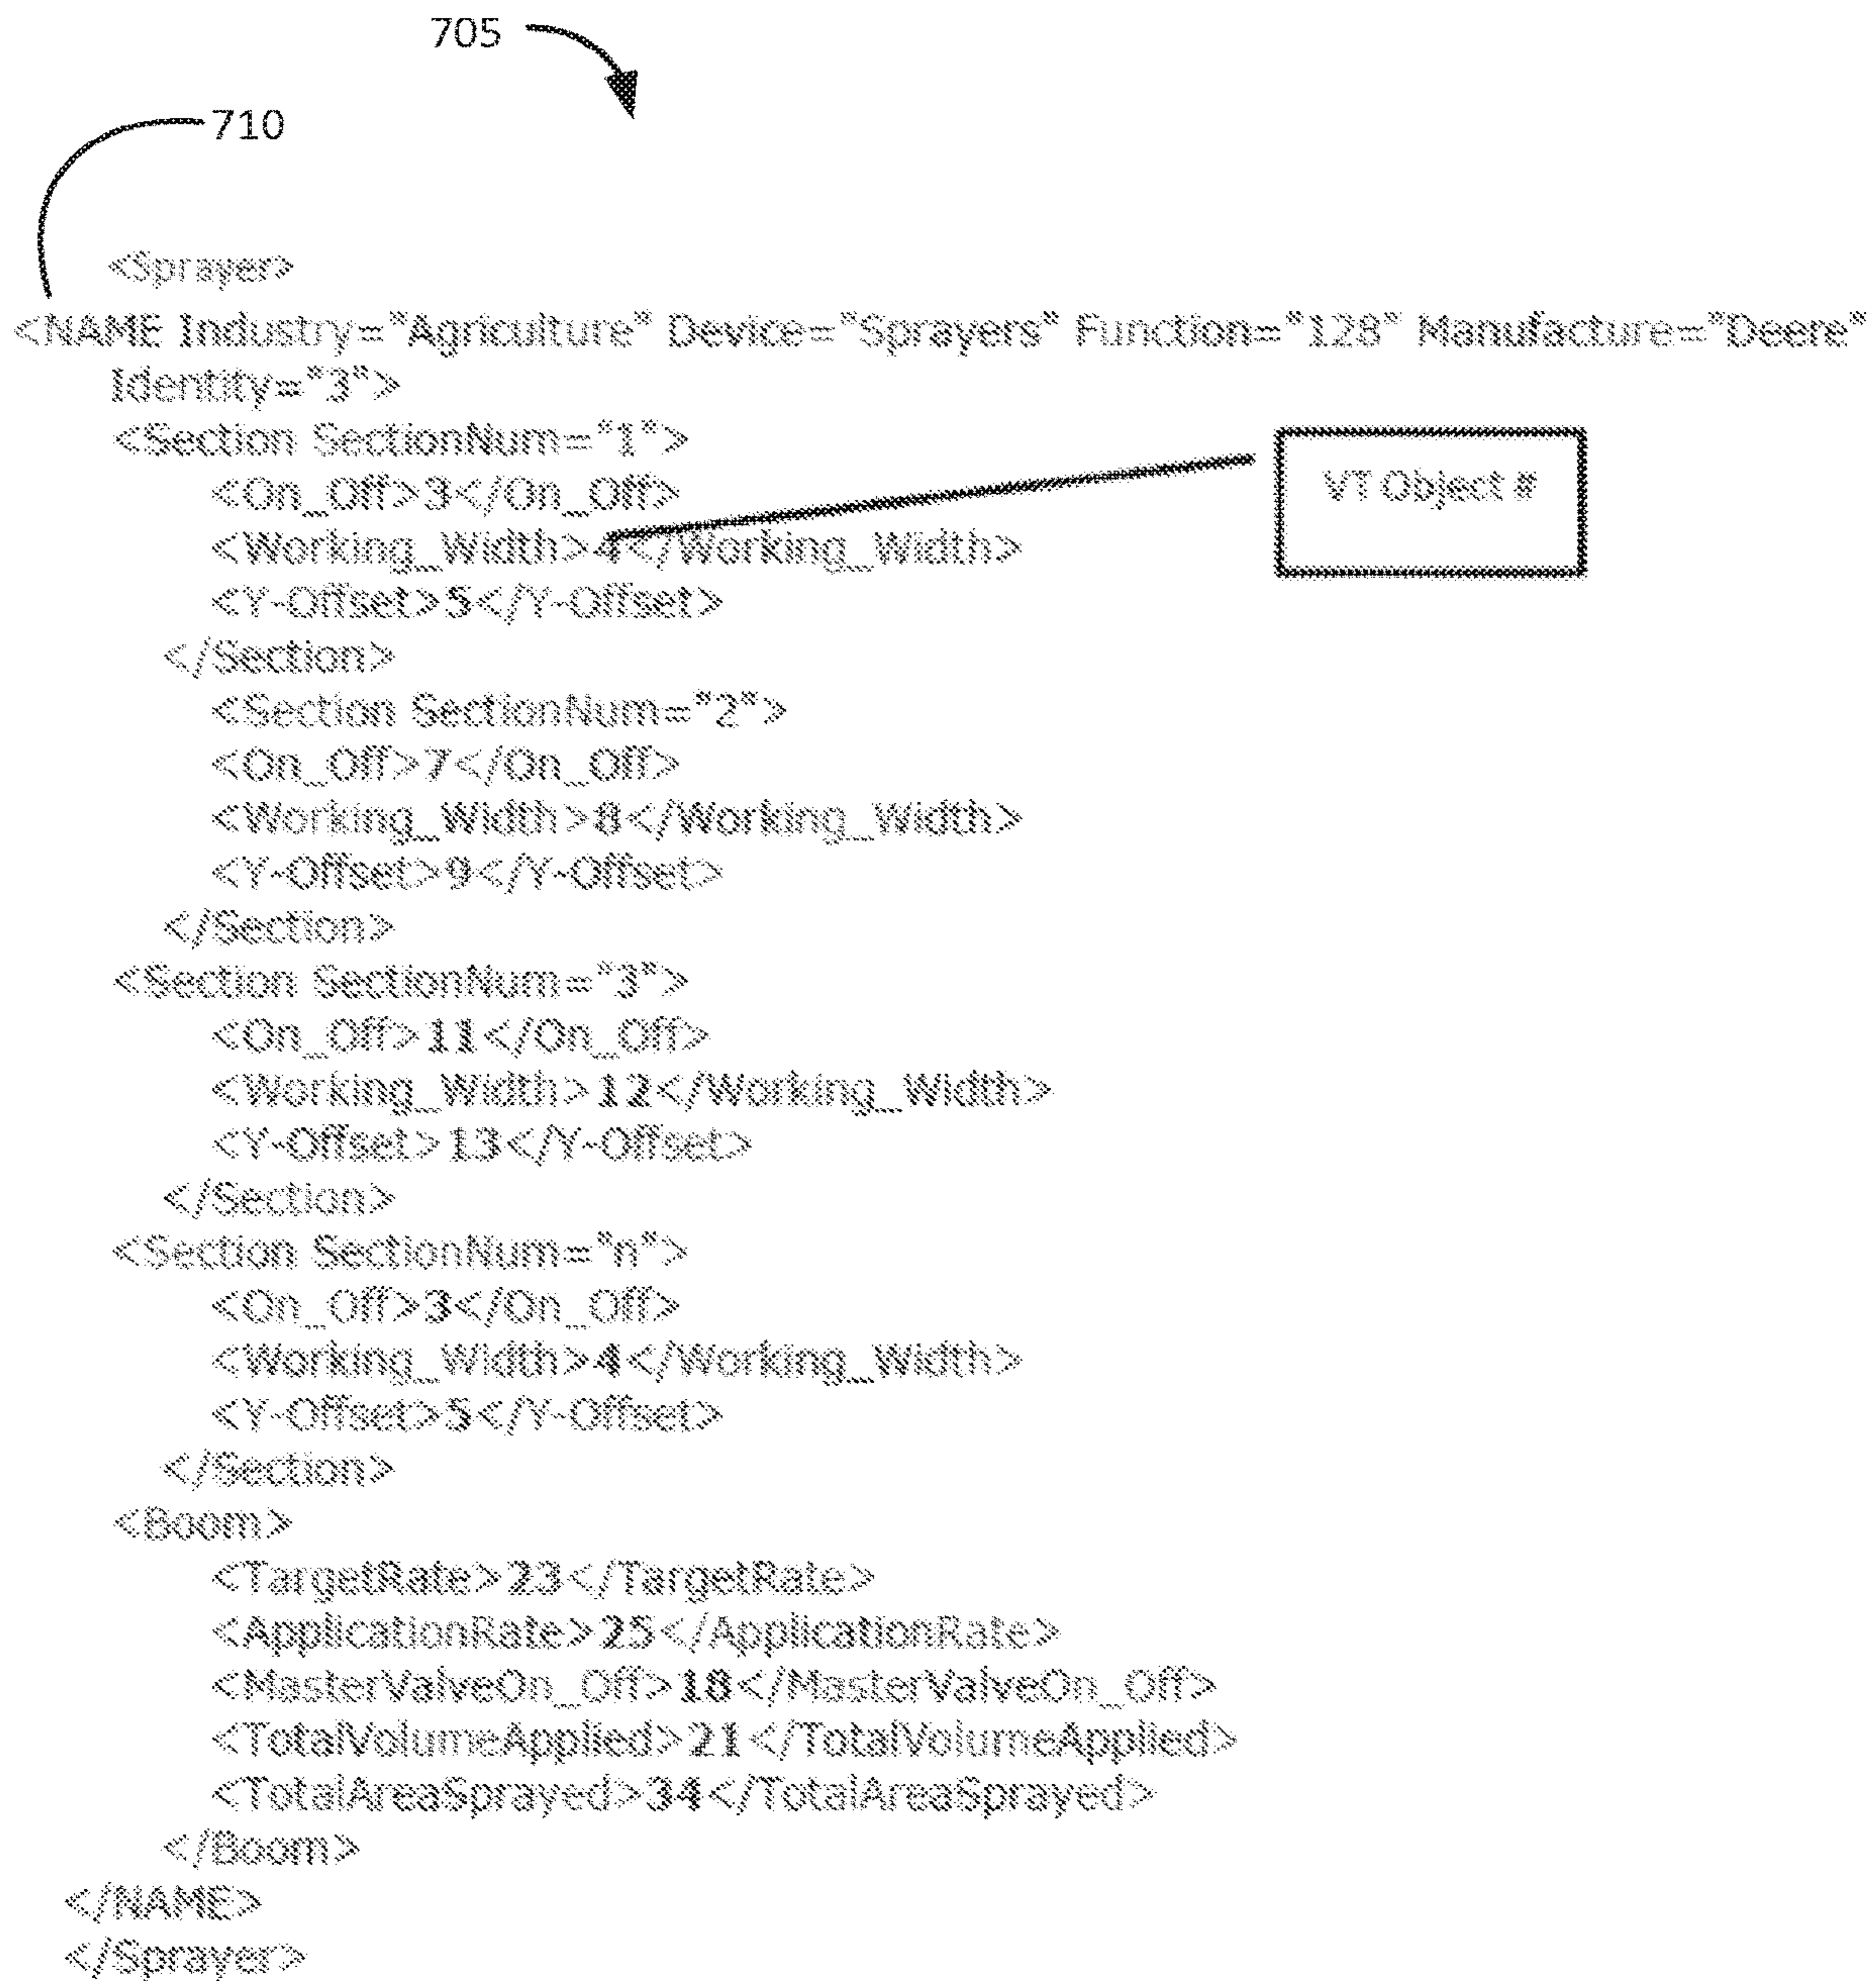 705
710
<Sprayer>
<NAME Industry="Agriculture" Device="Sprayers" Function="128" Manufacture="Deere"
Identity="3">
<Section SectionNum="1">
<On_Off>3</On_Off>
VT Object #
<Working_Width>4</Working_Width>
<Y-Offset>5</Y-Offset>
</Section>
<Section SectionNum="2">
<On_Off>7</On_Off>
<Working_Width>8</Working_Width>
<Y-Offset>9</Y-Offset>
</Section>
<Section SectionNum="3">
<On_Off>11</On_Off>
<Working_Width>12</Working_Width>
<Y-Offset>13</Y-Offset>
</Section>
<Section SectionNum="n">
<On_Off>3</On_Off>
<Working_Width>4</Working_Width>
<Y-Offset>5</Y-Offset>
</Section>
<Boom>
<TargetRate>23</TargetRate>
<ApplicationRate>25</ApplicationRate>
<MasterValveOn_Off>18</MasterValveOn_Off>
<TotalVolumeApplied>21</TotalVolumeApplied>
<TotalAreaSprayed>34</TotalAreaSprayed>
</Boom>
</NAME>
</Sprayer>